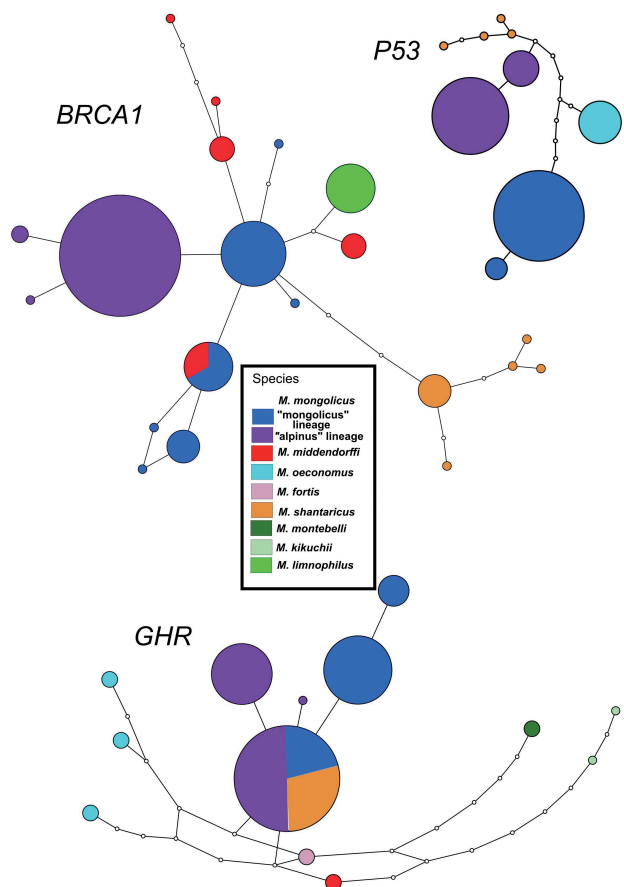 P53
BRCA1
Species
M. mongolicus
"mongolicus"
lineage
"alpinus" lineage
M. middendorffi
M. oeconomus
M. fortis
M. shantaricus
M. montebelli
M. kikuchii
M. limnophilus
GHR